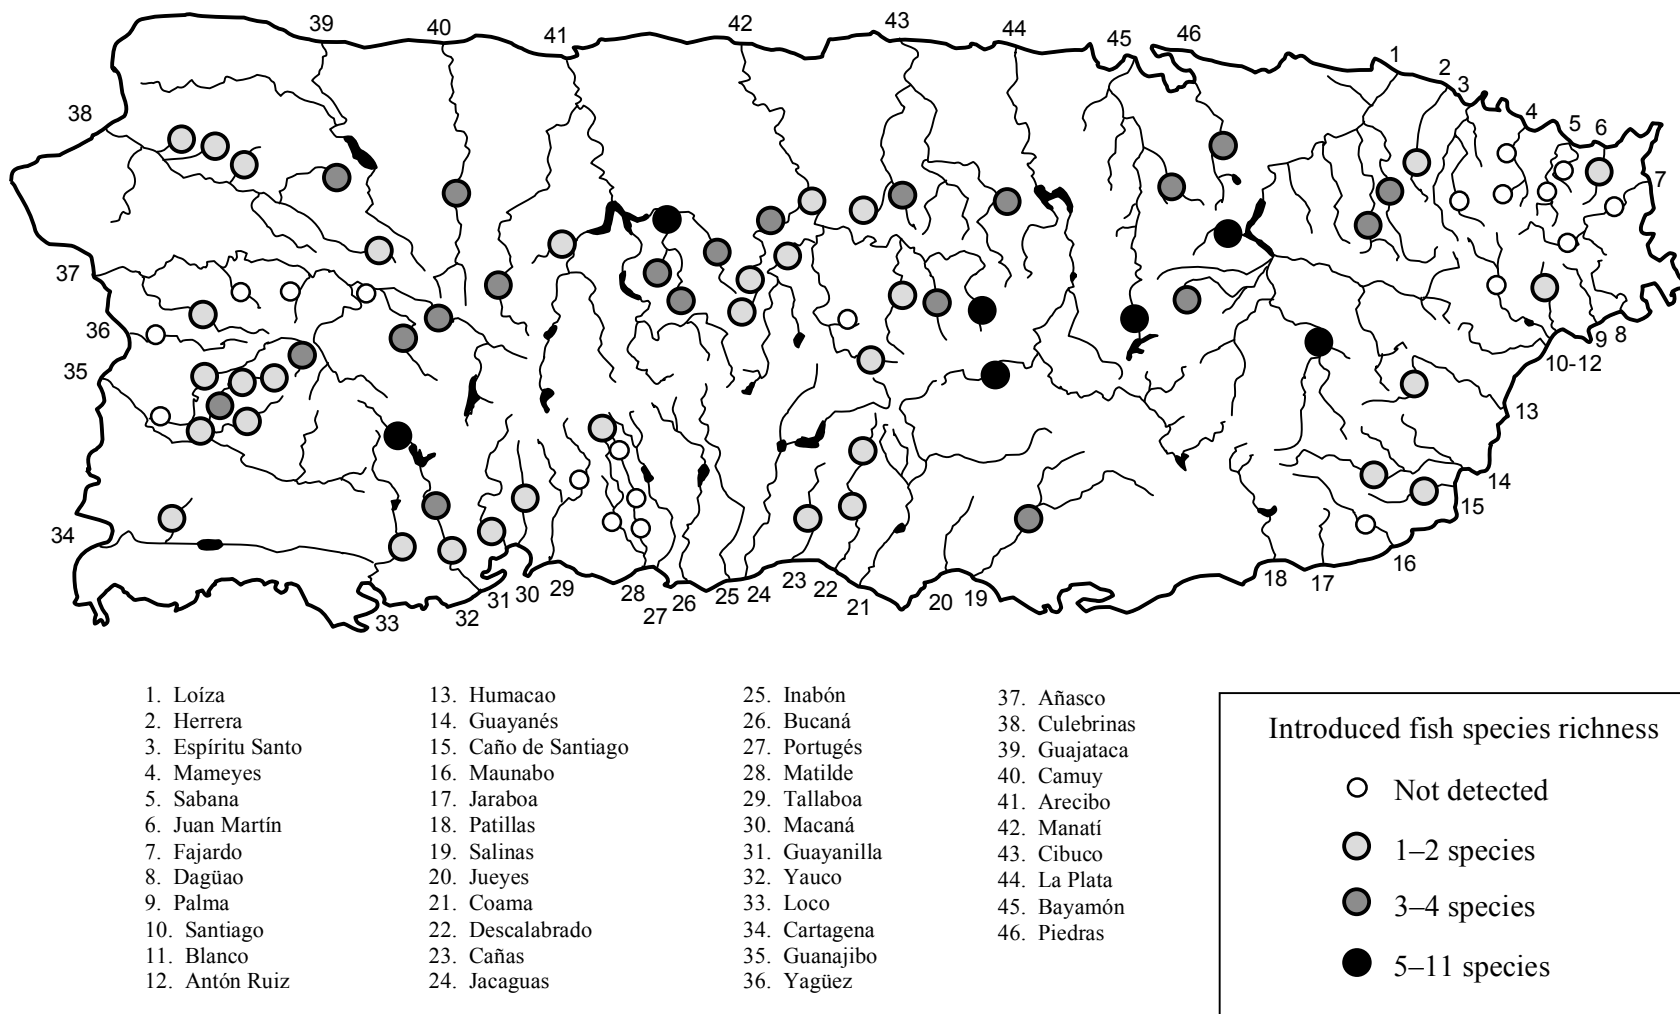 39
40
41
42
43
44
45
46
1
2
3
4
5
6
7
38
37
36
35
34
8
9
10-12
13
14
15
16
17
18
19
20
21
22
23
24
25
26
27
28
29
30
31
32
33
1. Loíza
2. Herrera
3. Espíritu Santo
4. Mameyes
5. Sabana
6. Juan Martín
7. Fajardo
8. Dagüao
9. Palma
10. Santiago
11. Blanco
12. Antón Ruiz
13. Humacao
14. Guayanés
15. Caño de Santiago
16. Maunabo
17. Jaraboa
18. Patillas
19. Salinas
20. Jueyes
21. Coama
22. Descalabrado
23. Cañas
24. Jacaguas
25. Inabón
26. Bucaná
27. Portugés
28. Matilde
29. Tallaboa
30. Macaná
31. Guayanilla
32. Yauco
33. Loco
34. Cartagena
35. Guanajibo
36. Yagüez
37. Añasco
38. Culebrinas
39. Guajataca
40. Camuy
41. Arecibo
42. Manatí
43. Cibuco
44. La Plata
45. Bayamón
46. Piedras
Introduced fish species richness
Not detected
1–2 species
3–4 species
5–11 species